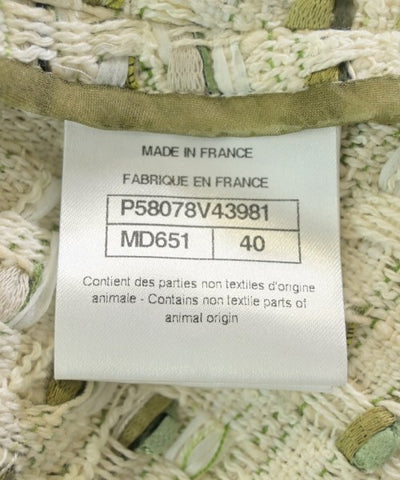 MADE IN FRANCE
FABRIQUE EN FRANCE
P58078V43981
MD651 40
Contient des parties non textiles d'origine
animale - Contains non textile parts of
animal origin